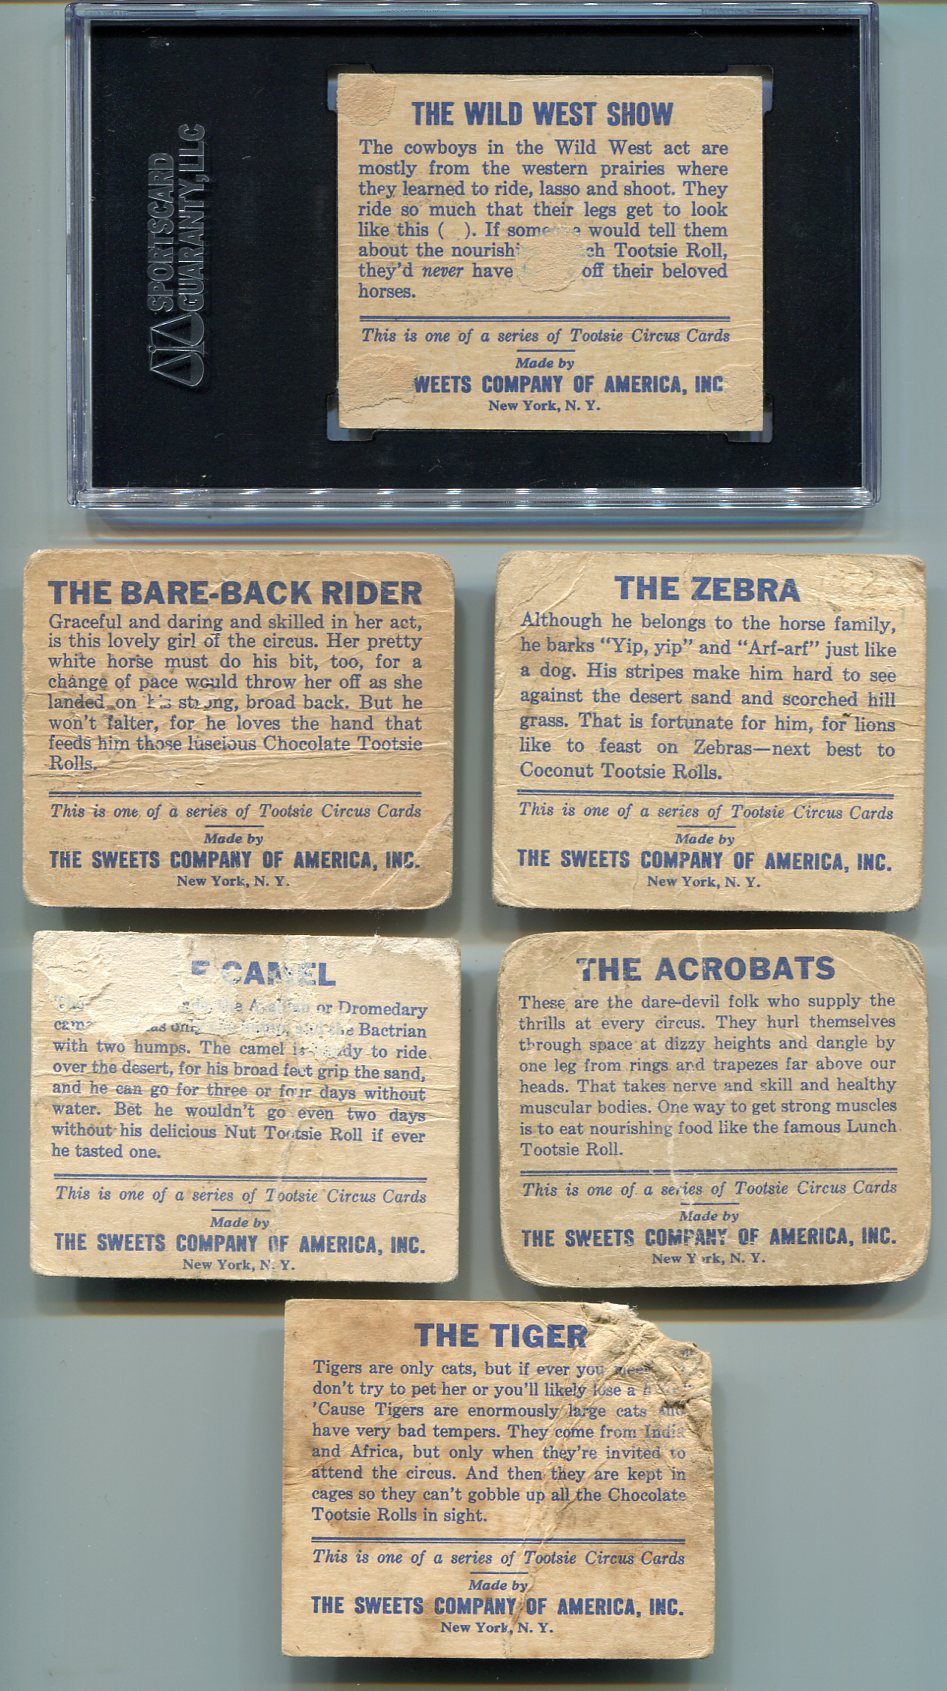 SPORTSCARD
GUARANTY, LLC
THE WILD WEST SHOW
The cowboys in the Wild West act are
mostly from the western prairies where
they learned to ride, lasso and shoot. They
ride so much that their legs get to look
like this ( ). If would tell them
about the Tootsie Roll,
they'd never have off their beloved
horses.
This is one of a series of Tootsie Circus Cards
Made by
WEETS COMPANY OF AMERICA, INC
New York, N. Y.
THE BARE-BACK RIDER
Graceful and daring and skilled in her act,
is this lovely girl of the circus. Her pretty
white horse must do his bit, too, for a
change of pace would throw her off as she
landed on his strong, broad back. But he
won't falter, for he loves the hand that
feeds him those luscious Chocolate Tootsie
Rolls.
This is one of a series of Tootsie Circus Cards
Made by
THE SWEETS COMPANY OF AMERICA, INC.
New York, N. Y.
THE ZEBRA
Although he belongs to the horse family,
he barks "Yip, yip" and "Arf-arf" just like
a dog. His stripes make him hard to see
against the desert sand and scorched hill
grass. That is fortunate for him, for lions
like to feast on Zebras—next best to
Coconut Tootsie Rolls.
This is one of a series of Tootsie Circus Cards
Made by
THE SWEETS COMPANY OF AMERICA, INC.
New York, N. Y.
E CAMEL
the or Dromedary
the Bactrian
with two humps. The camel is to ride
over the desert, for his broad feet grip the sand,
and he can go for three or four days without
water. Bet he wouldn't go even two days
without his delicious Nut Tootsie Roll if ever
he tasted one.
This is one of a series of Tootsie Circus Cards
Made by
THE SWEETS COMPANY OF AMERICA, INC.
New York, N. Y.
THE ACROBATS
These are the dare-devil folk who supply the
thrills at every circus. They hurl themselves
through space at dizzy heights and dangle by
one leg from rings and trapezes far above our
heads. That takes nerve and skill and healthy
muscular bodies. One way to get strong muscles
is to eat nourishing food like the famous Lunch
Tootsie Roll.
This is one of a series of Tootsie Circus Cards
Made by
THE SWEETS COMPANY OF AMERICA, INC.
New York, N. Y.
THE TIGER
Tigers are only cats, but if ever you
don't try to pet her or you'll likely lose a
'Cause Tigers are enormously large cats and
have very bad tempers. They come from India
and Africa, but only when they're invited to
attend the circus. And then they are kept in
cages so they can't gobble up all the Chocolate
Tootsie Rolls in sight.
This is one of a series of Tootsie Circus Cards
Made by
THE SWEETS COMPANY OF AMERICA, INC.
New York, N. Y.